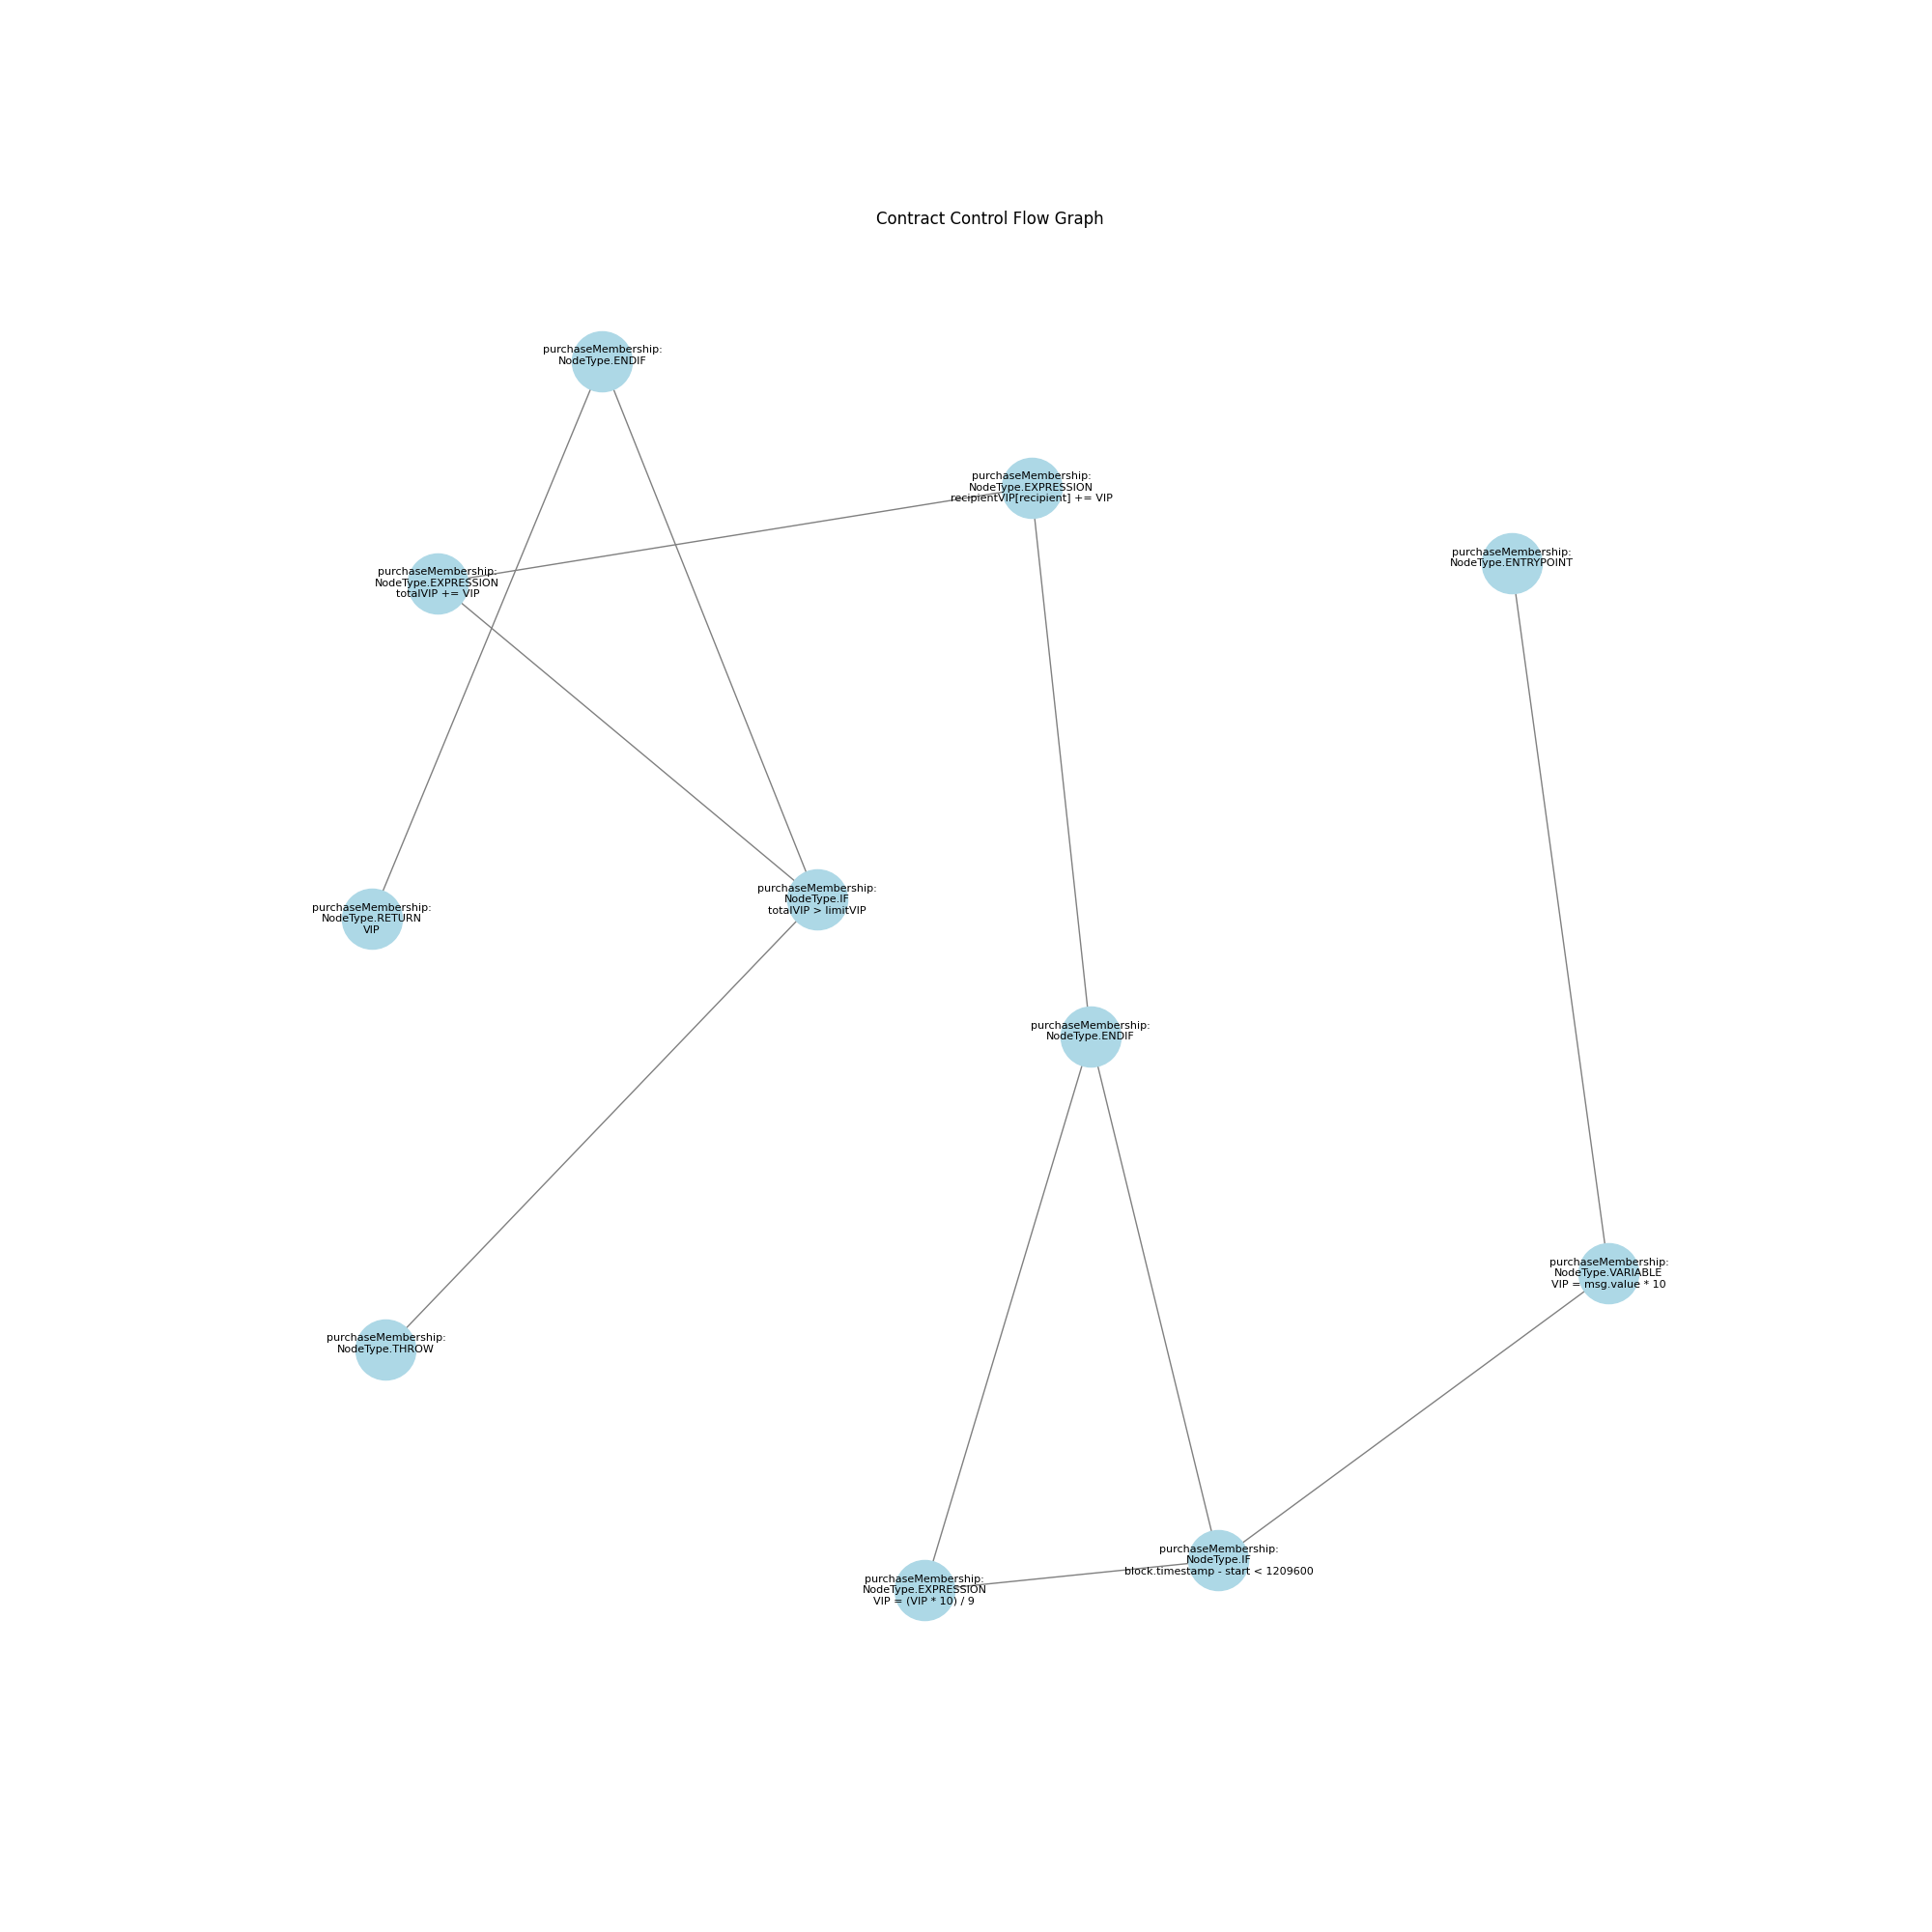 Contract Control Flow Graph
purchaseMembership:
NodeType.ENDIF
purchaseMembership:
NodeType.EXPRESSION
recipientVIP[recipient] += VIP
purchaseMembership:
NodeType.ENTRYPOINT
purchaseMembership:
NodeType.EXPRESSION
totalVIP += VIP
purchaseMembership:
NodeType.IF
totalVIP > limitVIP
purchaseMembership:
NodeType.RETURN
VIP
purchaseMembership:
NodeType.ENDIF
purchaseMembership:
NodeType.VARIABLE
VIP = msg.value * 10
purchaseMembership:
NodeType.THROW
purchaseMembership:
NodeType.IF
block.timestamp - start < 1209600
purchaseMembership:
NodeType.EXPRESSION
VIP = (VIP * 10) / 9